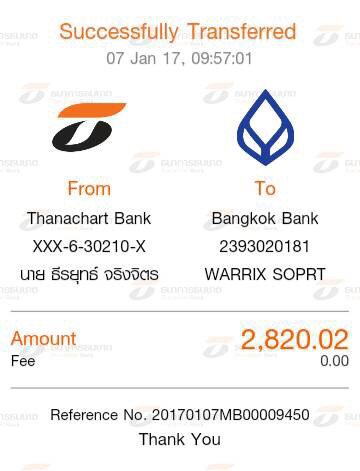 Successfully Transferred
07 Jan 17, 09:57:01
From
To
Thanachart Bank
Bangkok Bank
XXX-6-30210-X
2393020181
นาย ธีรยุทธ์ จริงจิตร
WARRIX SOPRT
Amount
2,820.02
Fee
0.00
Reference No. 20170107MB00009450
Thank You